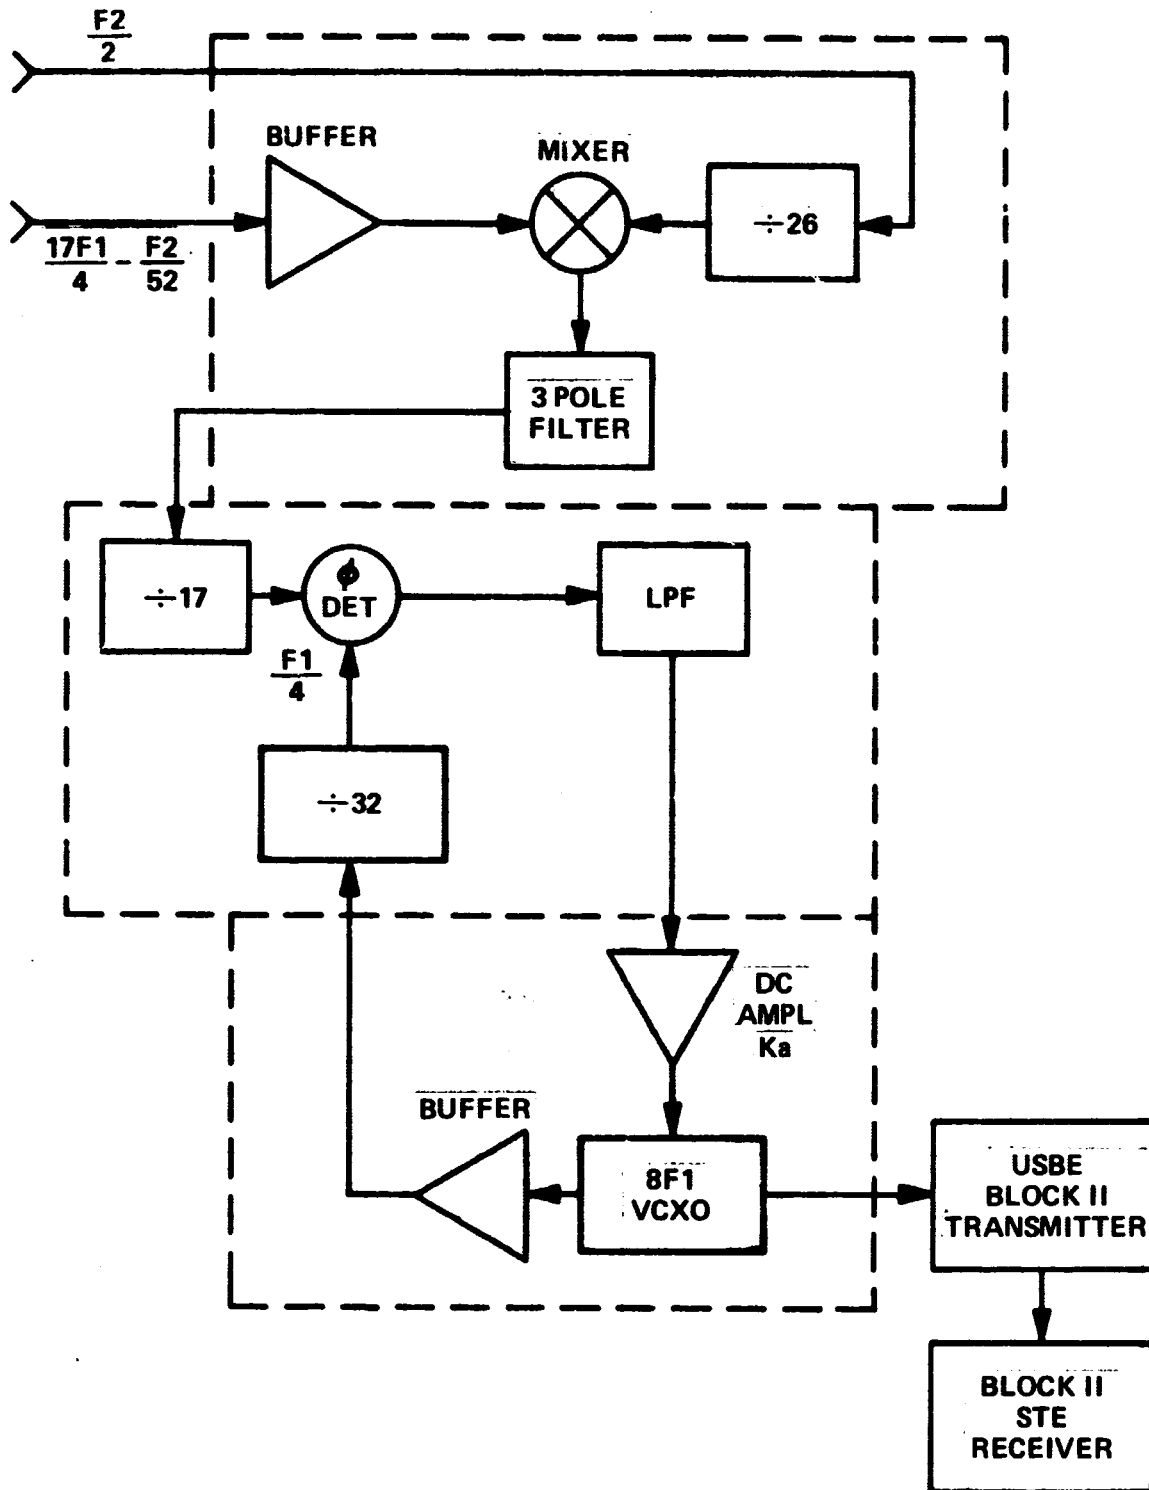 F2
2
BUFFER
MIXER
÷26
17F1 - F2
4 52
3 POLE
FILTER
÷17
ϕ
DET
LPF
F1
4
÷32
DC
AMPL
Ka
BUFFER
8F1
VCXO
USBE
BLOCK II
TRANSMITTER
BLOCK II
STE
RECEIVER